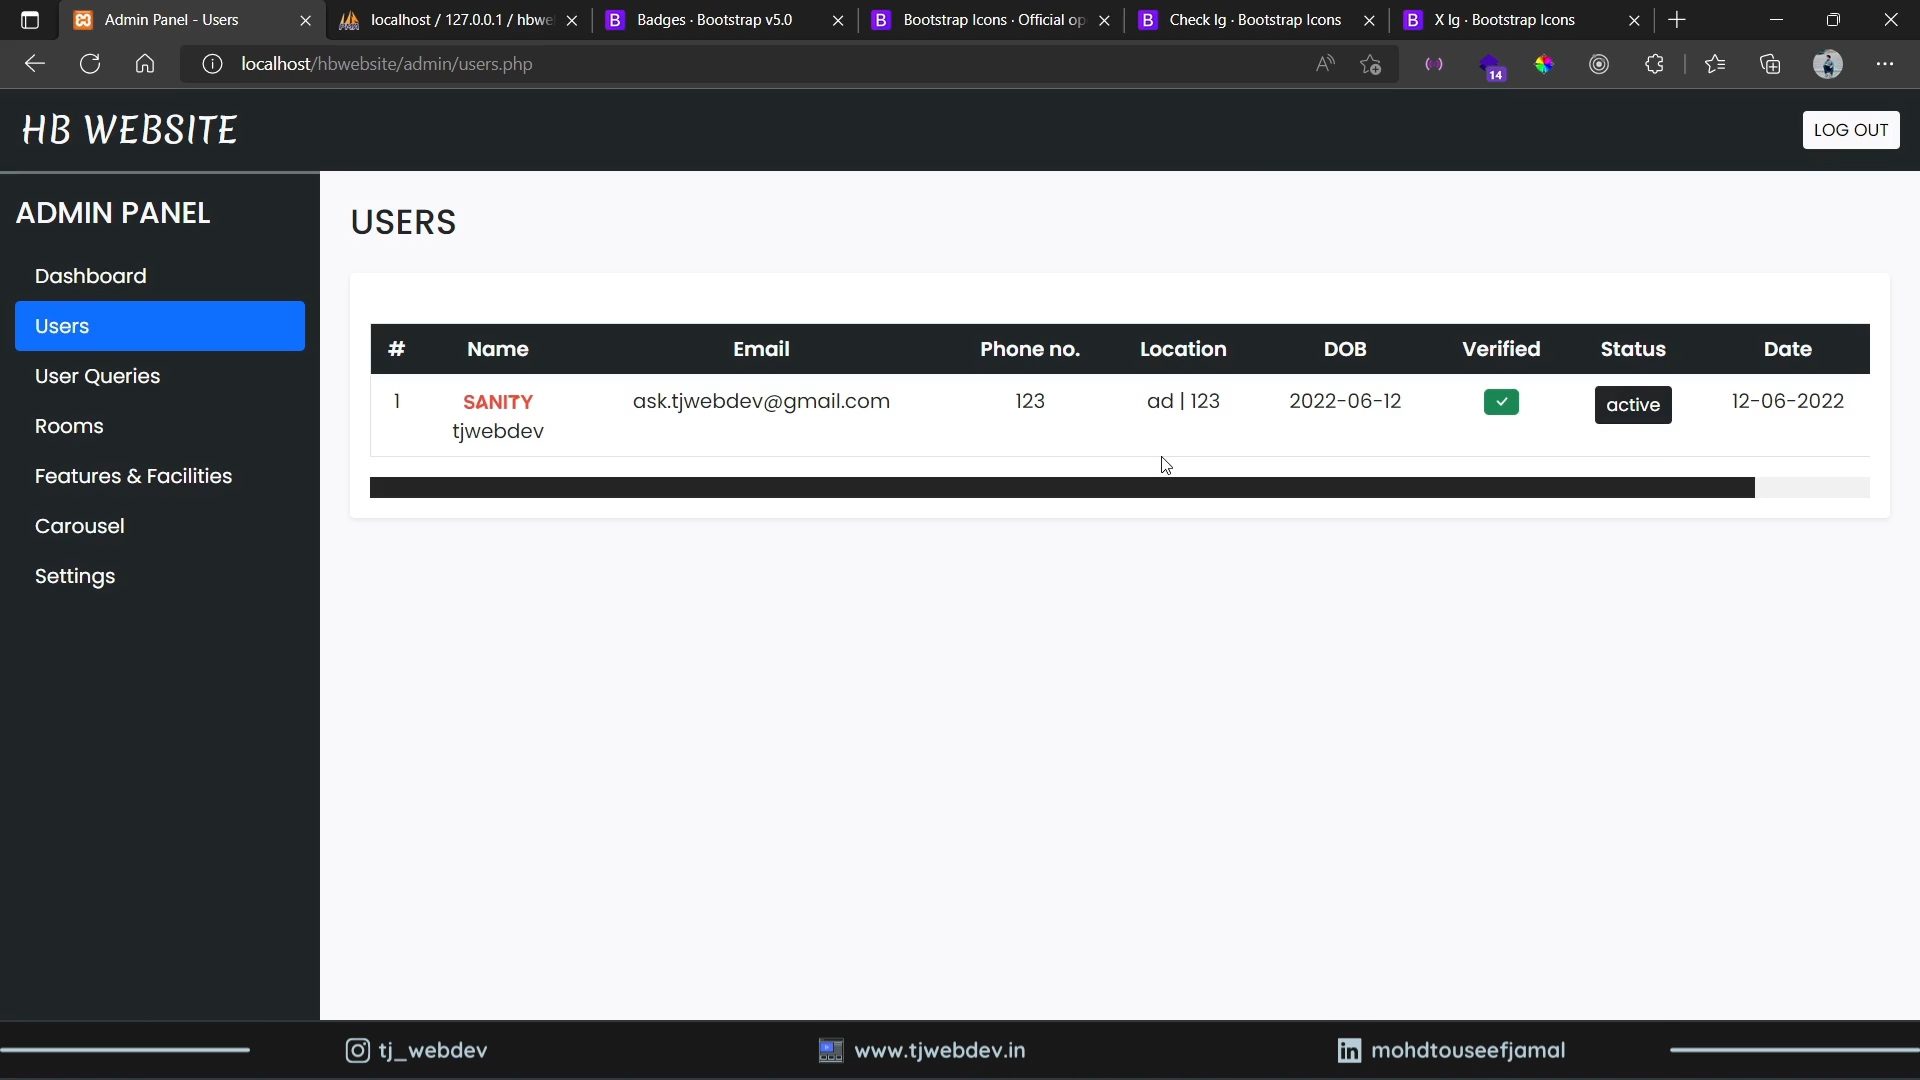 Admin Panel - Users
localhost / 127.0.0.1 / hbwe
Badges · Bootstrap v5.0
Bootstrap Icons · Official op
Check lg · Bootstrap Icons
X lg · Bootstrap Icons
localhost/hbwebsite/admin/users.php
14
HB WEBSITE
LOG OUT
ADMIN PANEL
Dashboard
Users
User Queries
Rooms
Features & Facilities
Carousel
Settings
USERS
# Name Email Phone no. Location DOB Verified Status Date
1 SANITY ask.tjwebdev@gmail.com 123 ad | 123 2022-06-12 active 12-06-2022
tjwebdev
tj_webdev www.tjwebdev.in mohdtouseefjamal